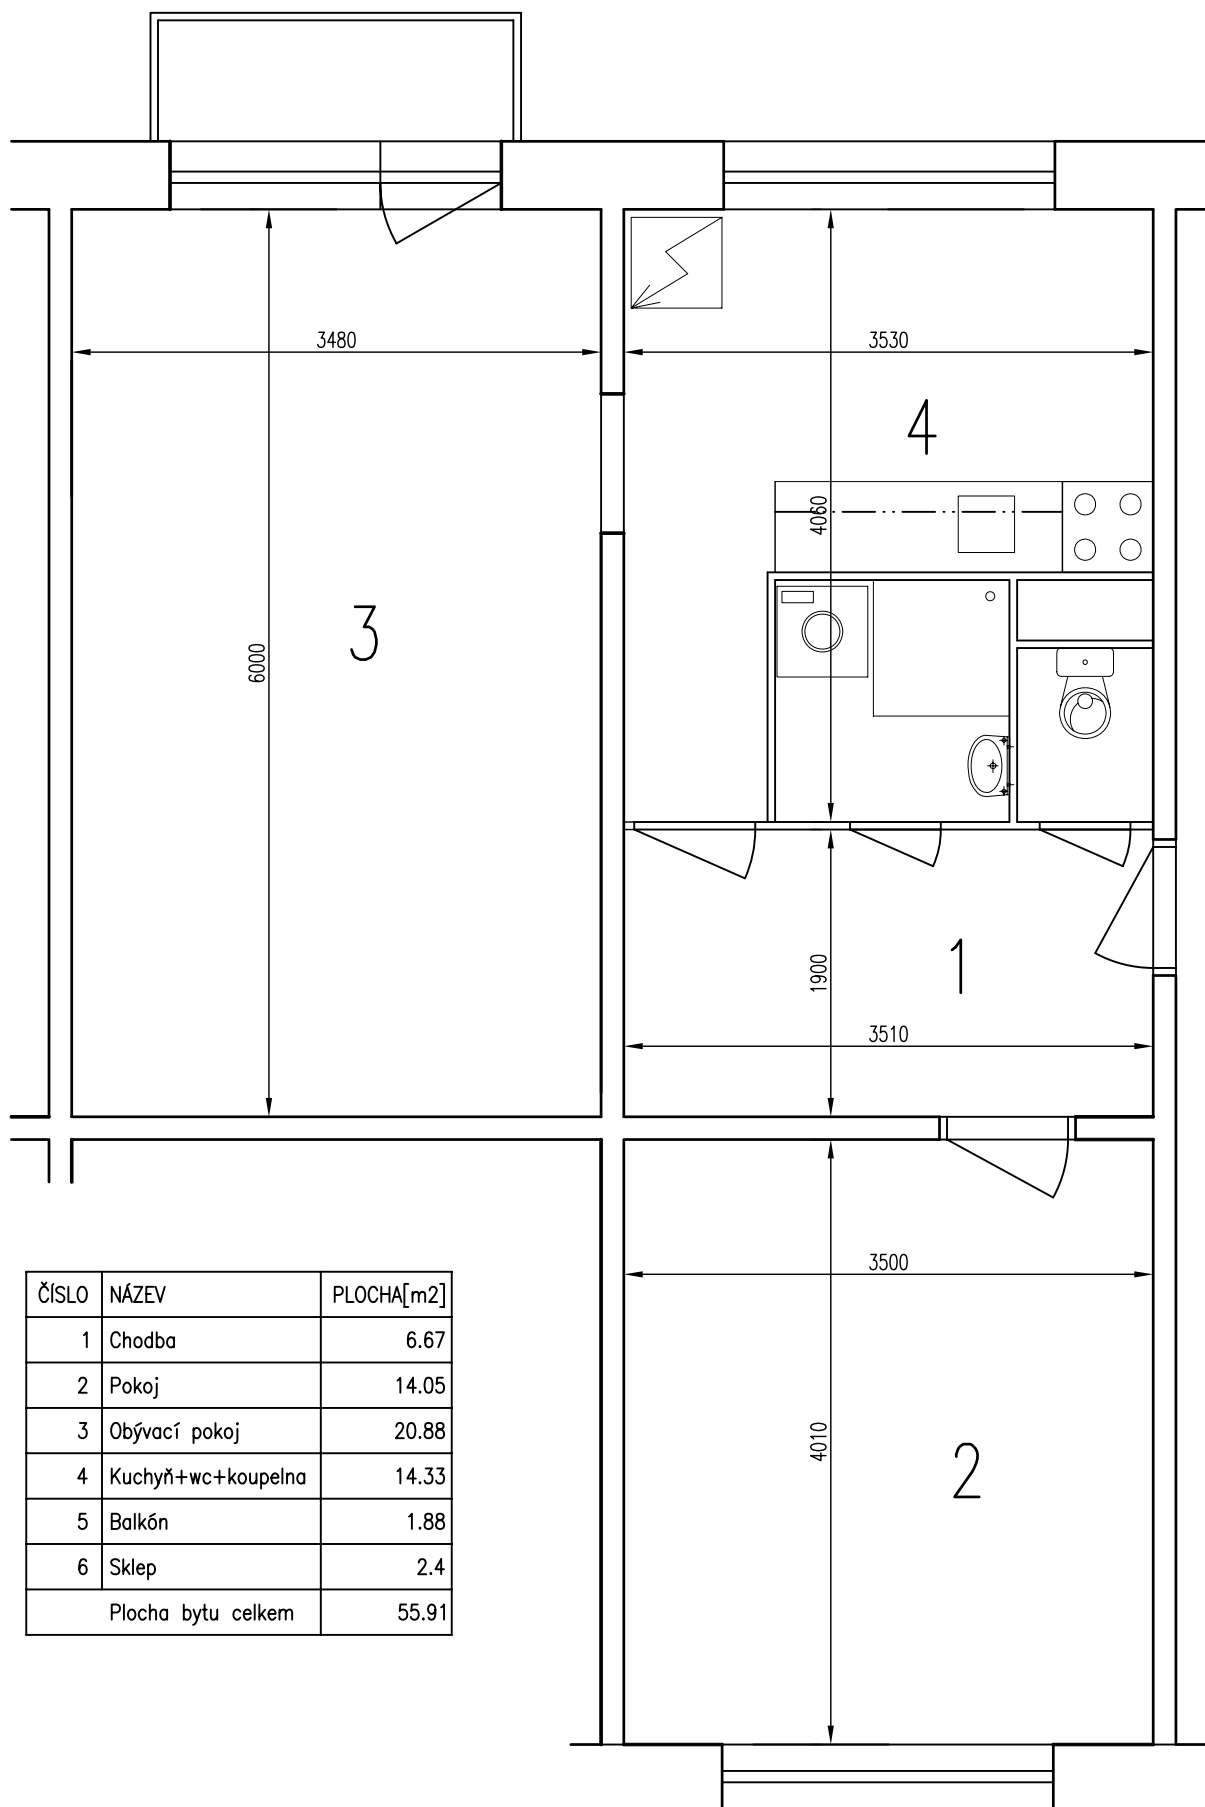 3480
3530
4
4060
3
6000
1
1900
3510
3500
4010
2
ČÍSLO NÁZEV PLOCHA[m2]
1 Chodba 6.67
2 Pokoj 14.05
3 Obývací pokoj 20.88
4 Kuchyň+wc+koupelna 14.33
5 Balkón 1.88
6 Sklep 2.4
Plocha bytu celkem 55.91